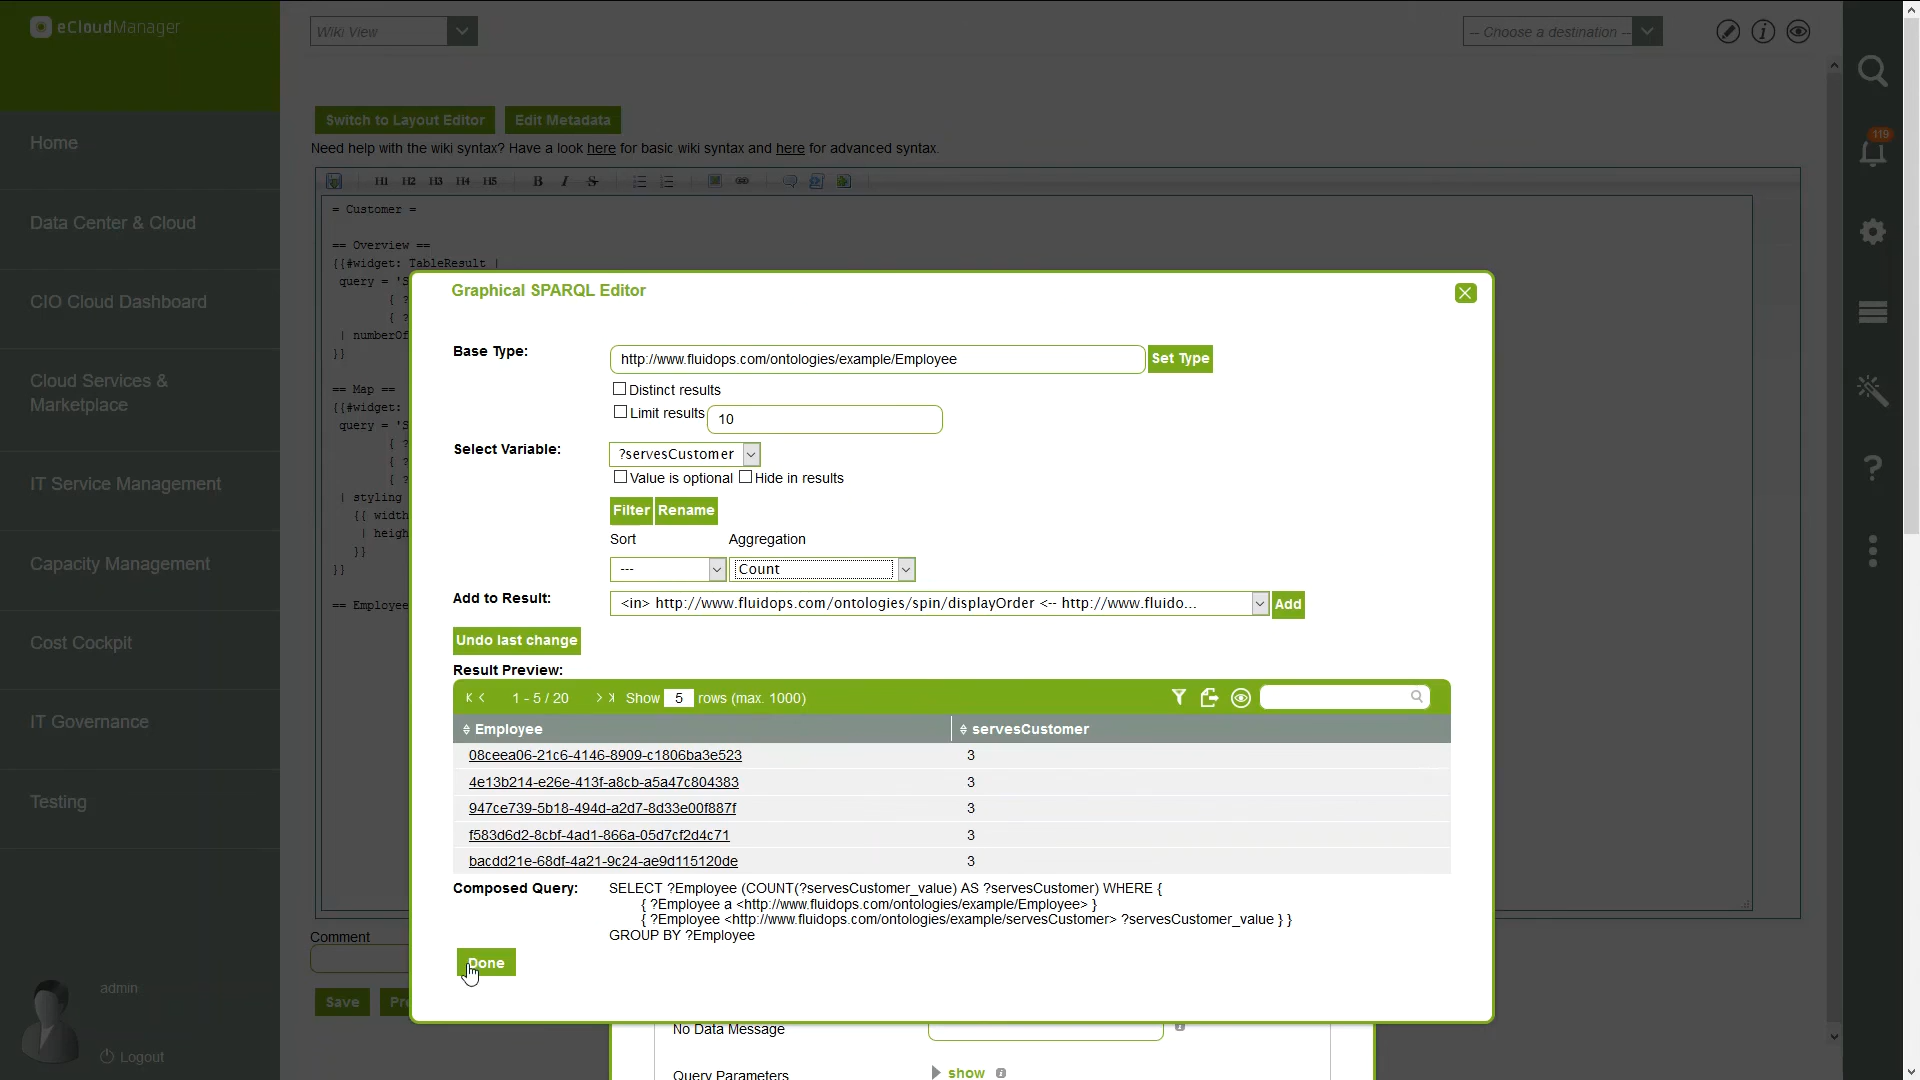 eCloudManager
Wiki View
-- Choose a destination --
119
Home
Data Center & Cloud
CIO Cloud Dashboard
Cloud Services &
Marketplace
IT Service Management
Capacity Management
Cost Cockpit
IT Governance
Testing
admin
Logout
Switch to Layout Editor
Edit Metadata
Need help with the wiki syntax? Have a look here for basic wiki syntax and here for advanced syntax.
H1 H2 H3 H4 H5 B I S
= Customer =
== Overview ==
{{#widget: TableResult |
query = 'S
{ ?
{ ?
| numberOf
}}
== Map ==
{{#widget:
query = 'S
{ ?
{ ?
{ ?
| styling
{{ width
| heigh
}}
}}
== Employee
Comment
Save
Pre
Graphical SPARQL Editor
Base Type:
http://www.fluidops.com/ontologies/example/Employee
Set Type
Distinct results
Limit results 10
Select Variable:
?servesCustomer
Value is optional Hide in results
Filter Rename
Sort Aggregation
--- Count
Add to Result:
<in> http://www.fluidops.com/ontologies/spin/displayOrder <-- http://www.fluido...
Add
Undo last change
Result Preview:
1 - 5 / 20 Show 5 rows (max. 1000)
Employee servesCustomer
08ceea06-21c6-4146-8909-c1806ba3e523 3
4e13b214-e26e-413f-a8cb-a5a47c804383 3
947ce739-5b18-494d-a2d7-8d33e00f887f 3
f583d6d2-8cbf-4ad1-866a-05d7cf2d4c71 3
bacdd21e-68df-4a21-9c24-ae9d115120de 3
Composed Query:
SELECT ?Employee (COUNT(?servesCustomer_value) AS ?servesCustomer) WHERE {
{ ?Employee a <http://www.fluidops.com/ontologies/example/Employee> }
{ ?Employee <http://www.fluidops.com/ontologies/example/servesCustomer> ?servesCustomer_value } }
GROUP BY ?Employee
Done
No Data Message
Query Parameters
show